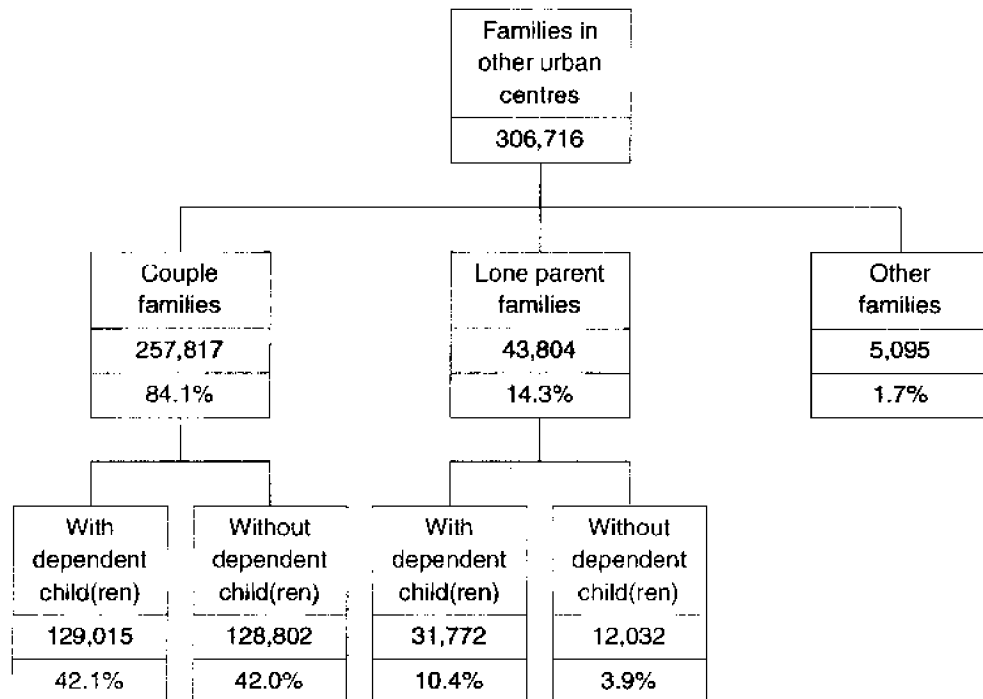 Families in
other urban
centres
306,716
Couple
families
257,817
84.1%
Lone parent
families
43,804
14.3%
Other
families
5,095
1.7%
With
dependent
child(ren)
129,015
42.1%
Without
dependent
child(ren)
128,802
42.0%
With
dependent
child(ren)
31,772
10.4%
Without
dependent
child(ren)
12,032
3.9%